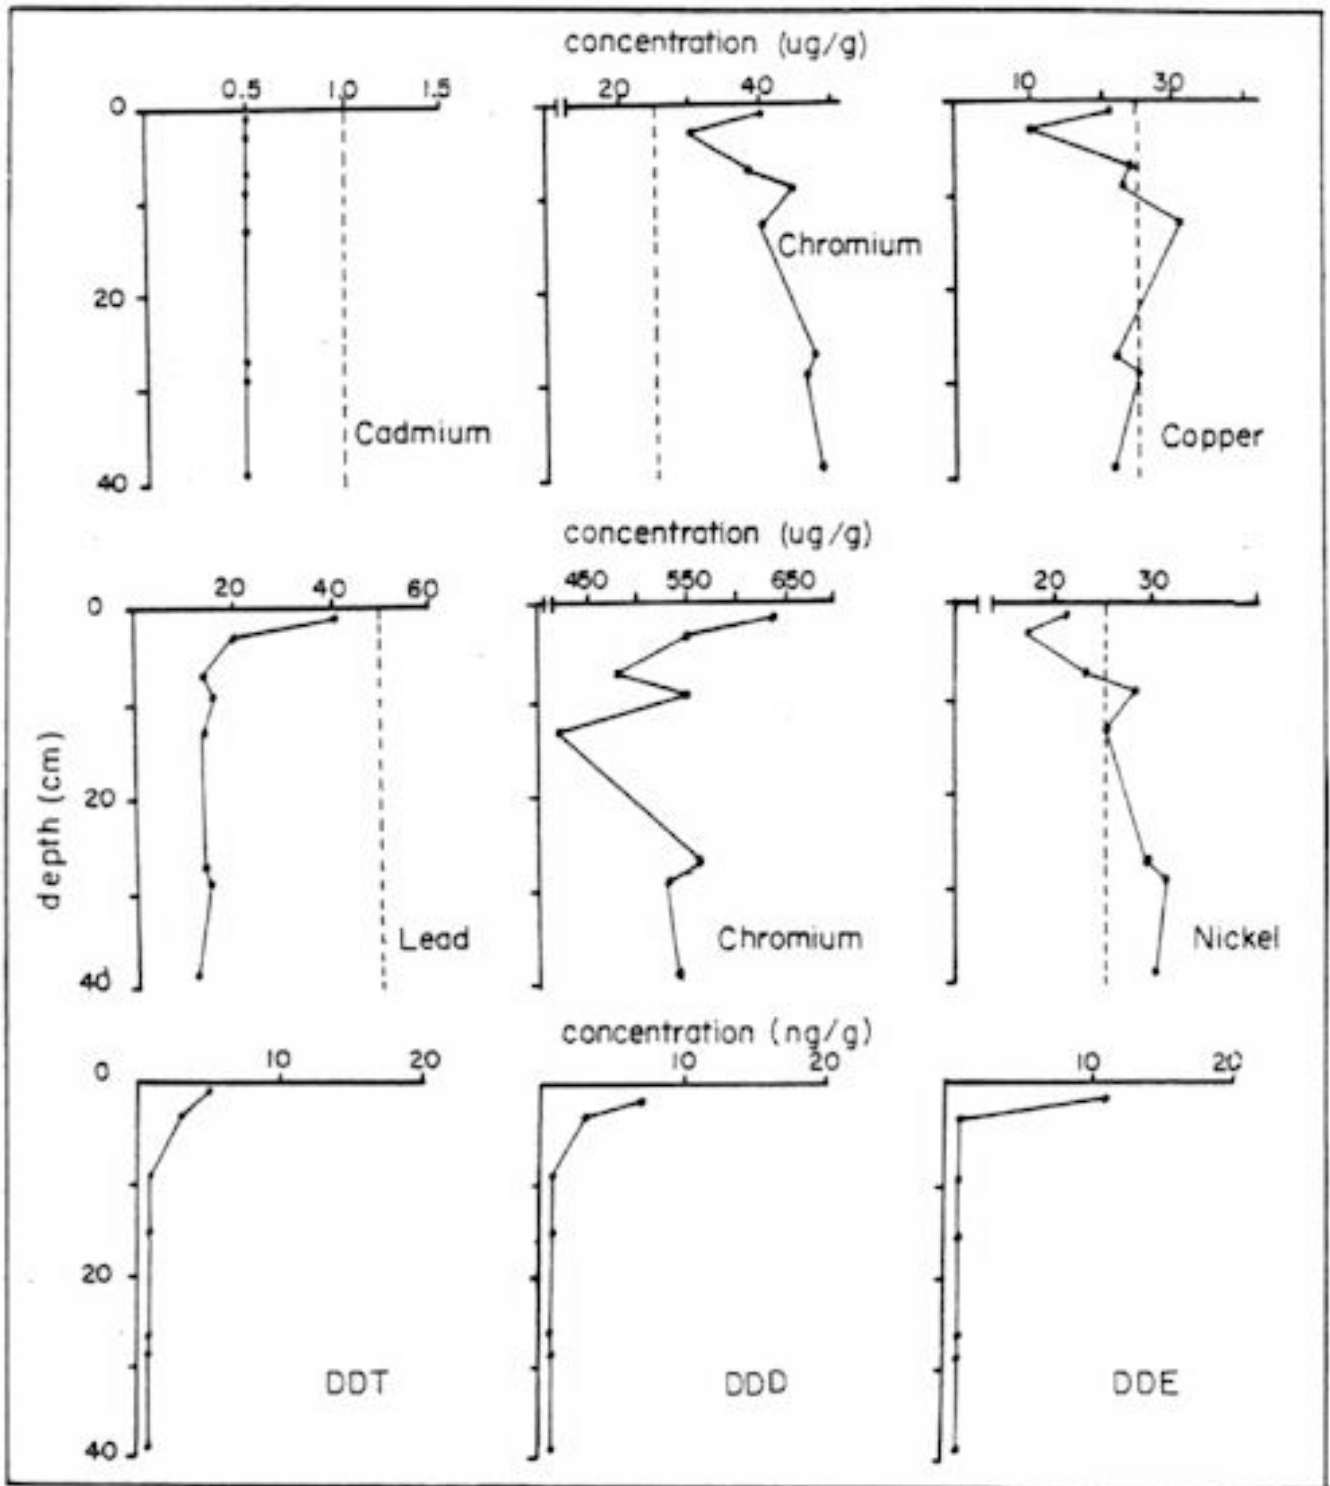 concentration (ug/g)
0.5 1.0 1.5
20 40
10 30
0
20
40
Cadmium
Chromium
Copper
concentration (ug/g)
20 40 60
450 550 650
20 30
0
20
40
depth (cm)
Lead
Chromium
Nickel
concentration (ng/g)
10 20
10 20
10 20
0
20
40
DDT
DDD
DDE